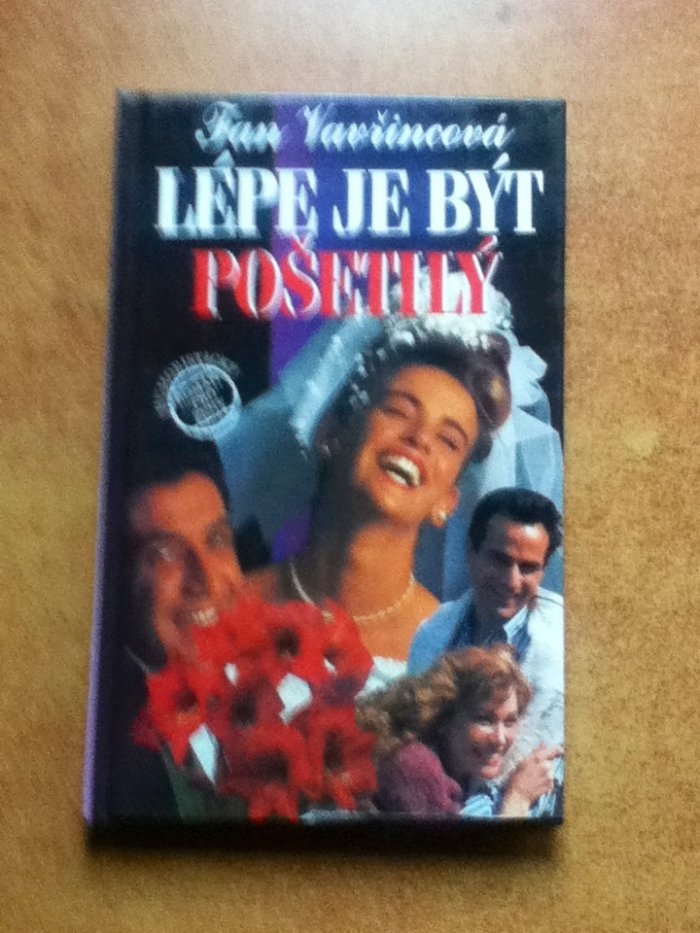 Fan Vavřincová
LÉPE JE BÝT
POŠETILÝ